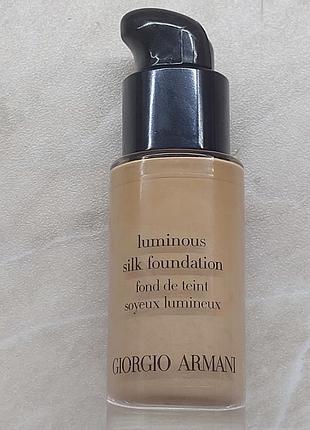 luminous
silk foundation
fond de teint
soyeux lumineux
GIORGIO ARMANI